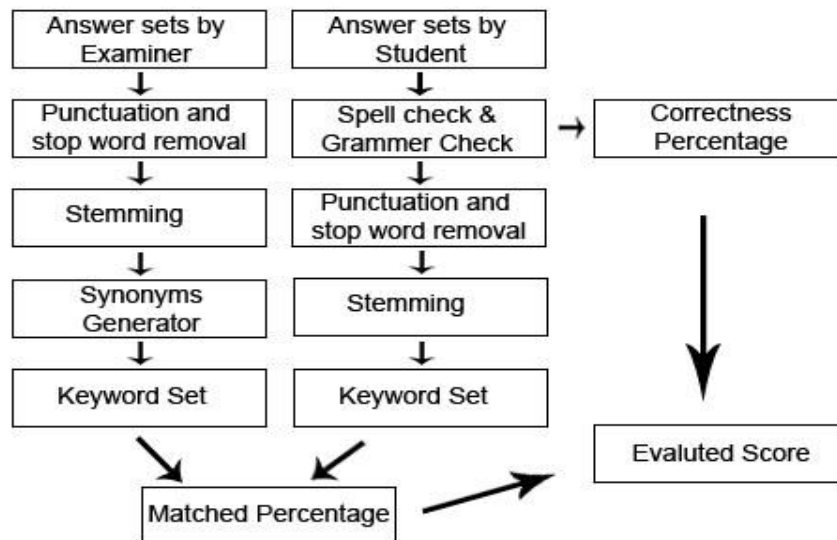 Answer sets by
Examiner
Answer sets by
Student
Punctuation and
stop word removal
Spell check &
Grammer Check
Correctness
Percentage
Stemming
Punctuation and
stop word removal
Synonyms
Generator
Stemming
Keyword Set
Keyword Set
Evaluted Score
Matched Percentage